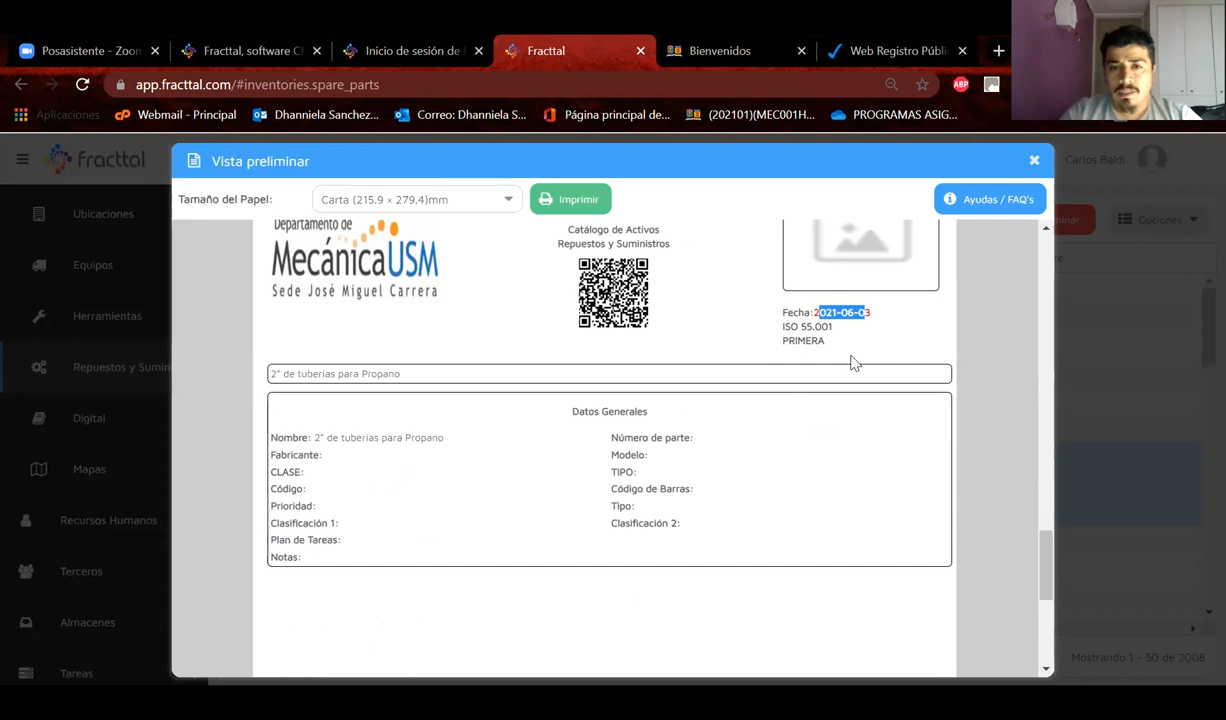 Posasistente - Zoom
Fracttal, software C
Inicio de sesión de
Fracttal
Bienvenidos
Web Registro Públi
app.fracttal.com/#inventories.spare_parts
ABP
Aplicaciones
Webmail - Principal
Dhanniela Sanchez...
Correo: Dhanniela S...
Página principal de...
(202101)(MEC001H...
PROGRAMAS ASIG...
fracttal
Vista preliminar
Carlos Baldi
Tamaño del Papel:
Carta (215.9 × 279.4)mm
Imprimir
Ayudas / FAQ's
Opciones
Ubicaciones
Equipos
Herramientas
Repuestos y Sumin
Digital
Mapas
Recursos Humanos
Terceros
Almacenes
Tareas
Departamento de
MecánicaUSM
Sede José Miguel Carrera
Catálogo de Activos
Repuestos y Suministros
Fecha:2021-06-03
ISO 55.001
PRIMERA
2" de tuberias para Propano
Datos Generales
Nombre: 2" de tuberias para Propano
Número de parte:
Fabricante:
Modelo:
CLASE:
TIPO:
Código:
Código de Barras:
Prioridad:
Tipo:
Clasificación 1:
Clasificación 2:
Plan de Tareas:
Notas:
Mostrando 1 - 50 de 2008